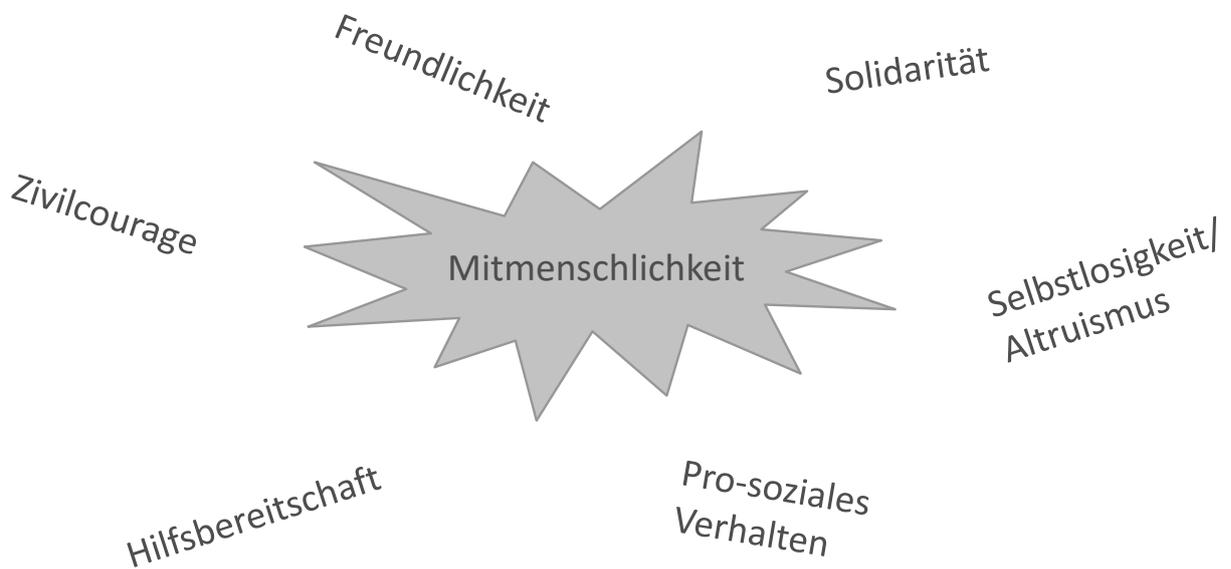 Freundlichkeit
Solidarität
Zivilcourage
Mitmenschlichkeit
Selbstlosigkeit/
Altruismus
Hilfsbereitschaft
Pro-soziales
Verhalten